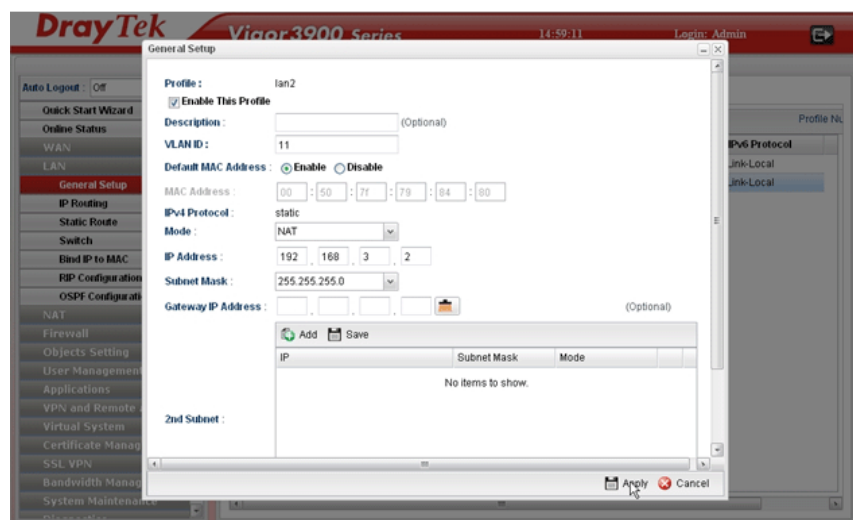 DrayTek Vigor3900 Series 14:59:11 Login: Admin
General Setup
Auto Logout : Off
Quick Start Wizard
Online Status
WAN
LAN
General Setup
IP Routing
Static Route
Switch
Bind IP to MAC
RIP Configuration
OSPF Configurati
NAT
Firewall
Objects Setting
User Management
Applications
VPN and Remote
Virtual System
Certificate Manag
SSL VPN
Bandwidth Manag
System Maintenance
Diagnostics
Profile : lan2
Enable This Profile
Description : (Optional)
VLAN ID : 11
Default MAC Address : Enable Disable
MAC Address : 00 : 50 : 7f : 79 : 84 : 80
IPv4 Protocol : static
Mode : NAT
IP Address : 192 . 168 . 3 . 2
Subnet Mask : 255.255.255.0
Gateway IP Address : . . . (Optional)
Add Save
IP Subnet Mask Mode
No items to show.
2nd Subnet :
Apply Cancel
Profile Nu
IPv6 Protocol
Link-Local
Link-Local